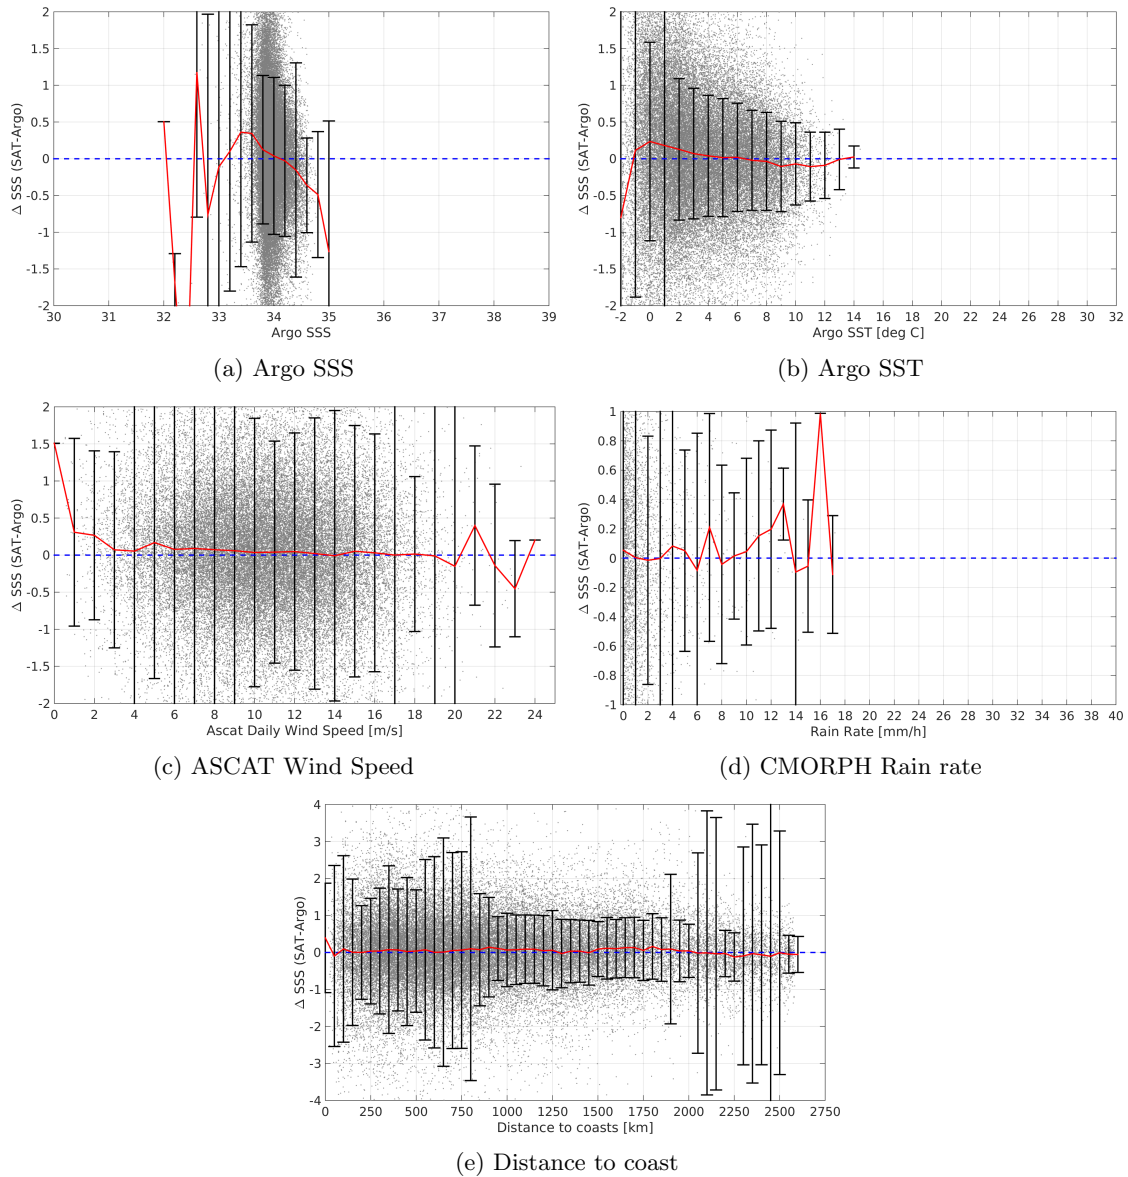 2
1.5
1
0.5
0
-0.5
-1
-1.5
-2
Δ SSS (SAT-Argo)
30 31 32 33 34 35 36 37 38 39
Argo SSS
(a) Argo SSS
2
1.5
1
0.5
0
-0.5
-1
-1.5
-2
Δ SSS (SAT-Argo)
-2 0 2 4 6 8 10 12 14 16 18 20 22 24 26 28 30 32
Argo SST [deg C]
(b) Argo SST
2
1.5
1
0.5
0
-0.5
-1
-1.5
-2
Δ SSS (SAT-Argo)
0 2 4 6 8 10 12 14 16 18 20 22 24
Ascat Daily Wind Speed [m/s]
(c) ASCAT Wind Speed
1
0.8
0.6
0.4
0.2
0
-0.2
-0.4
-0.6
-0.8
-1
Δ SSS (SAT-Argo)
0 2 4 6 8 10 12 14 16 18 20 22 24 26 28 30 32 34 36 38 40
Rain Rate [mm/h]
(d) CMORPH Rain rate
4
3
2
1
0
-1
-2
-3
-4
Δ SSS (SAT-Argo)
0 250 500 750 1000 1250 1500 1750 2000 2250 2500 2750
Distance to coasts [km]
(e) Distance to coast